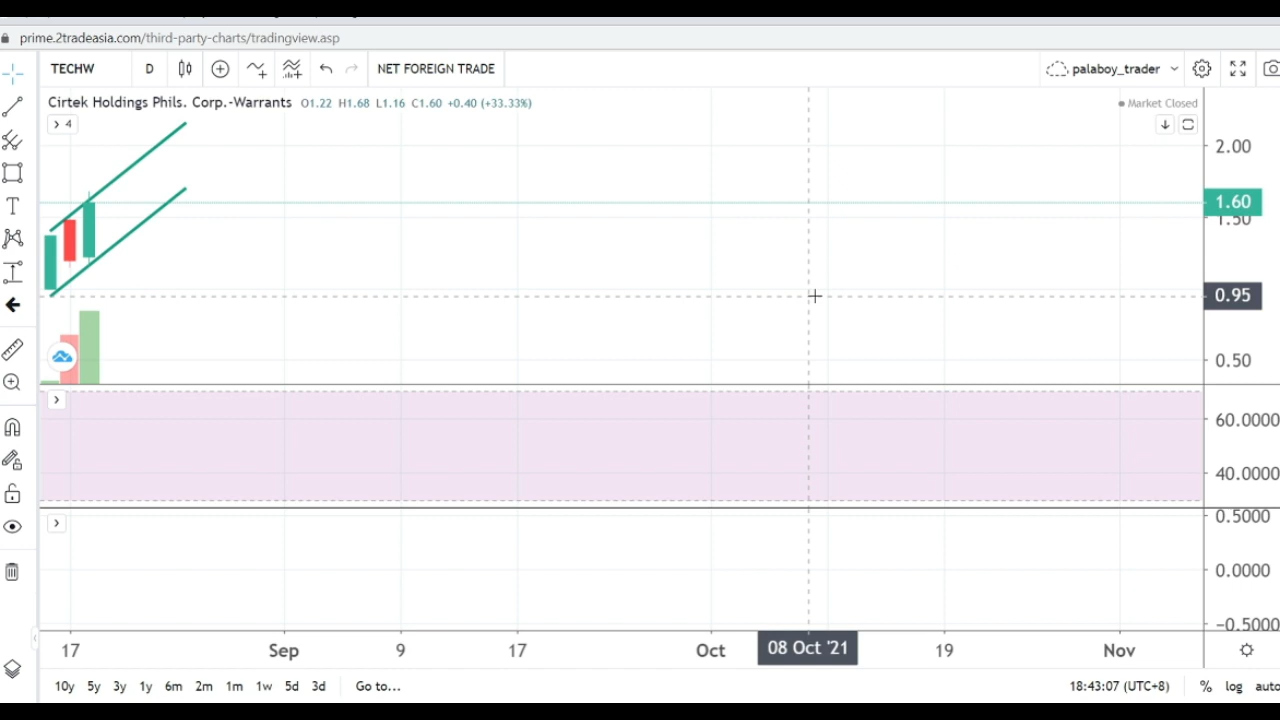 prime.2tradeasia.com/third-party-charts/tradingview.asp
TECHW D NET FOREIGN TRADE palaboy_trader
Cirtek Holdings Phils. Corp.-Warrants O1.22 H1.68 L1.16 C1.60 +0.40 (+33.33%) Market Closed
4
2.00
1.60
1.50
0.95
0.50
60.0000
40.0000
0.5000
0.0000
−0.5000
17 Sep 9 17 Oct 08 Oct '21 19 Nov
10y 5y 3y 1y 6m 2m 1m 1w 5d 3d Go to... 18:43:07 (UTC+8) % log auto